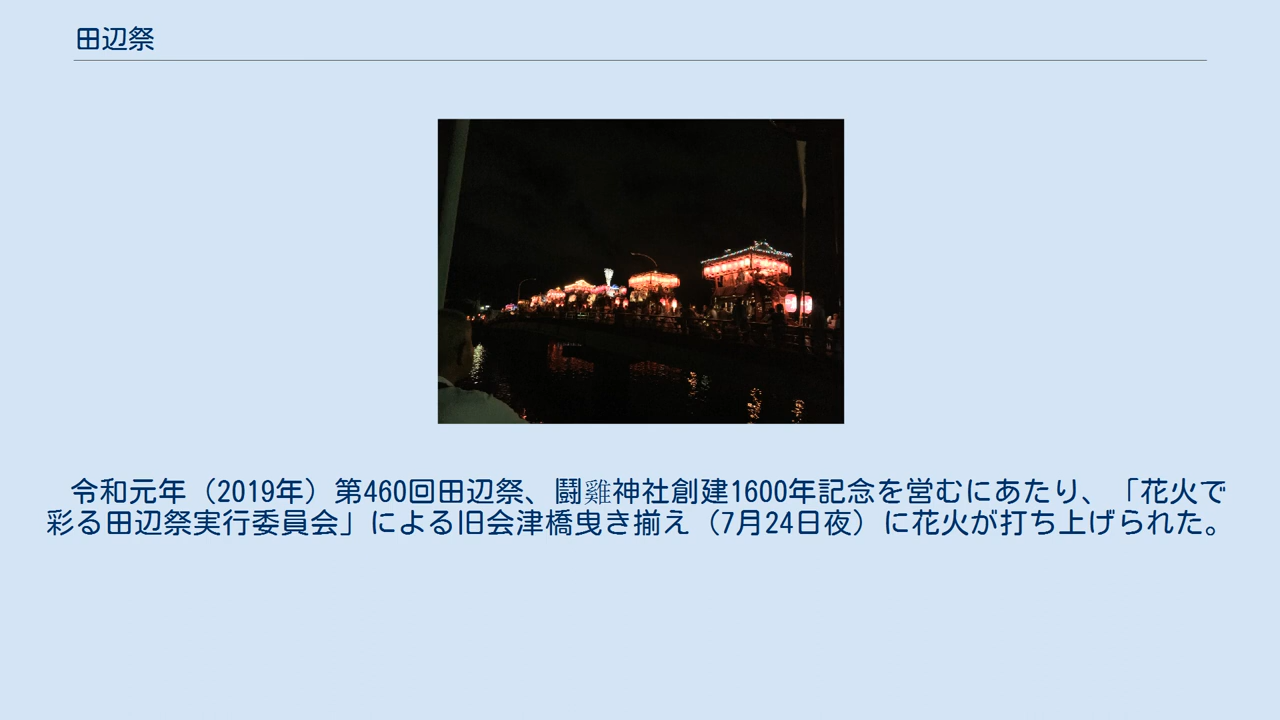 田辺祭
令和元年（2019年）第460回田辺祭、鬪雞神社創建1600年記念を営むにあたり、「花火で
彩る田辺祭実行委員会」による旧会津橋曳き揃え（7月24日夜）に花火が打ち上げられた。